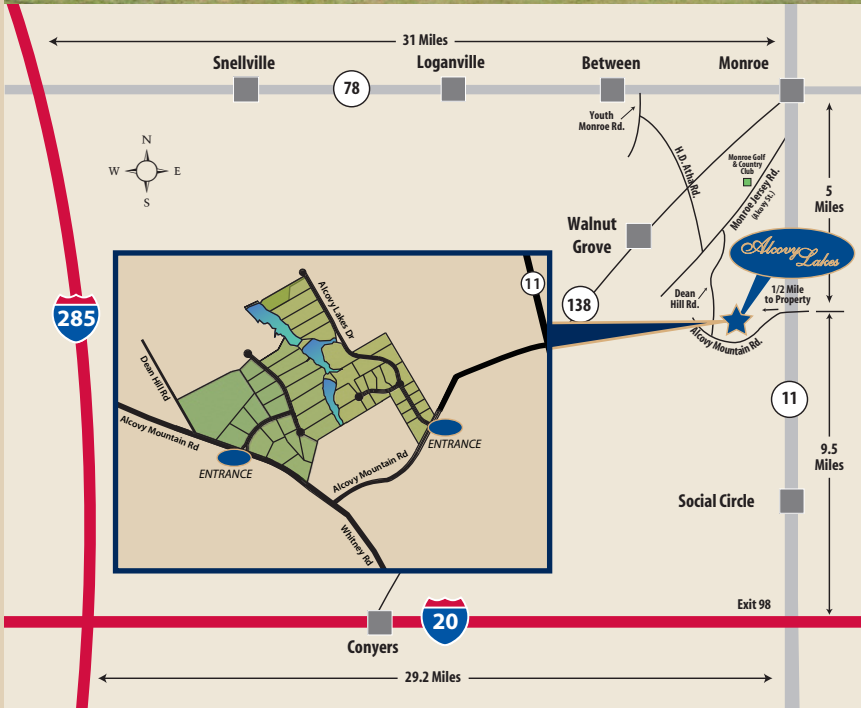 31 Miles
Snellville
Loganville
Between
Monroe
78
Youth
Monroe Rd.
N
W
E
S
H.D. Atha Rd.
Monroe Golf
& Country
Club
Monroe Jersey Rd.
(Alcovy St.)
5
Miles
Walnut
Grove
Alcovy
Lakes
11
138
Dean
Hill Rd.
1/2 Mile
to Property
285
Alcovy Lakes Dr
Alcovy Mountain Rd.
Dean Hill Rd
11
Alcovy Mountain Rd
ENTRANCE
ENTRANCE
9.5
Miles
Alcovy Mountain Rd
Social Circle
Whitney Rd
Exit 98
20
Conyers
29.2 Miles